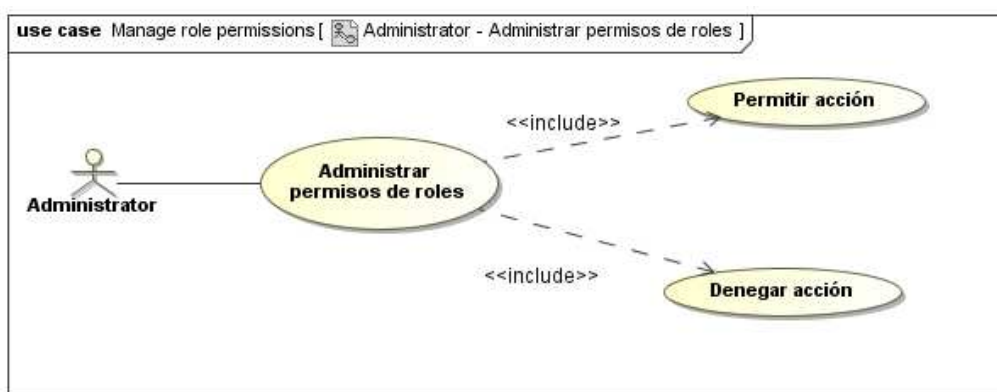 use case Manage role permissions [ Administrator - Administrar permisos de roles ]
Permitir acción
<<include>>
Administrar
permisos de roles
Administrator
<<include>>
Denegar acción